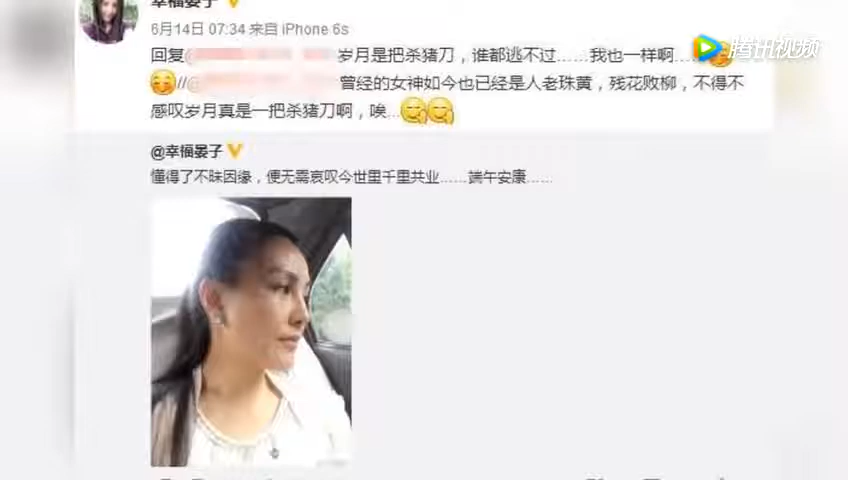 幸福晏子
6月14日 07:34 来自 iPhone 6s
腾讯视频
回复@ 岁月是把杀猪刀，谁都逃不过……我也一样啊……
//@ 曾经的女神如今也已经是人老珠黄，残花败柳，不得不
感叹岁月真是一把杀猪刀啊，唉...
@幸福晏子
懂得了不昧因缘，便无需哀叹今世里千里共业……端午安康……